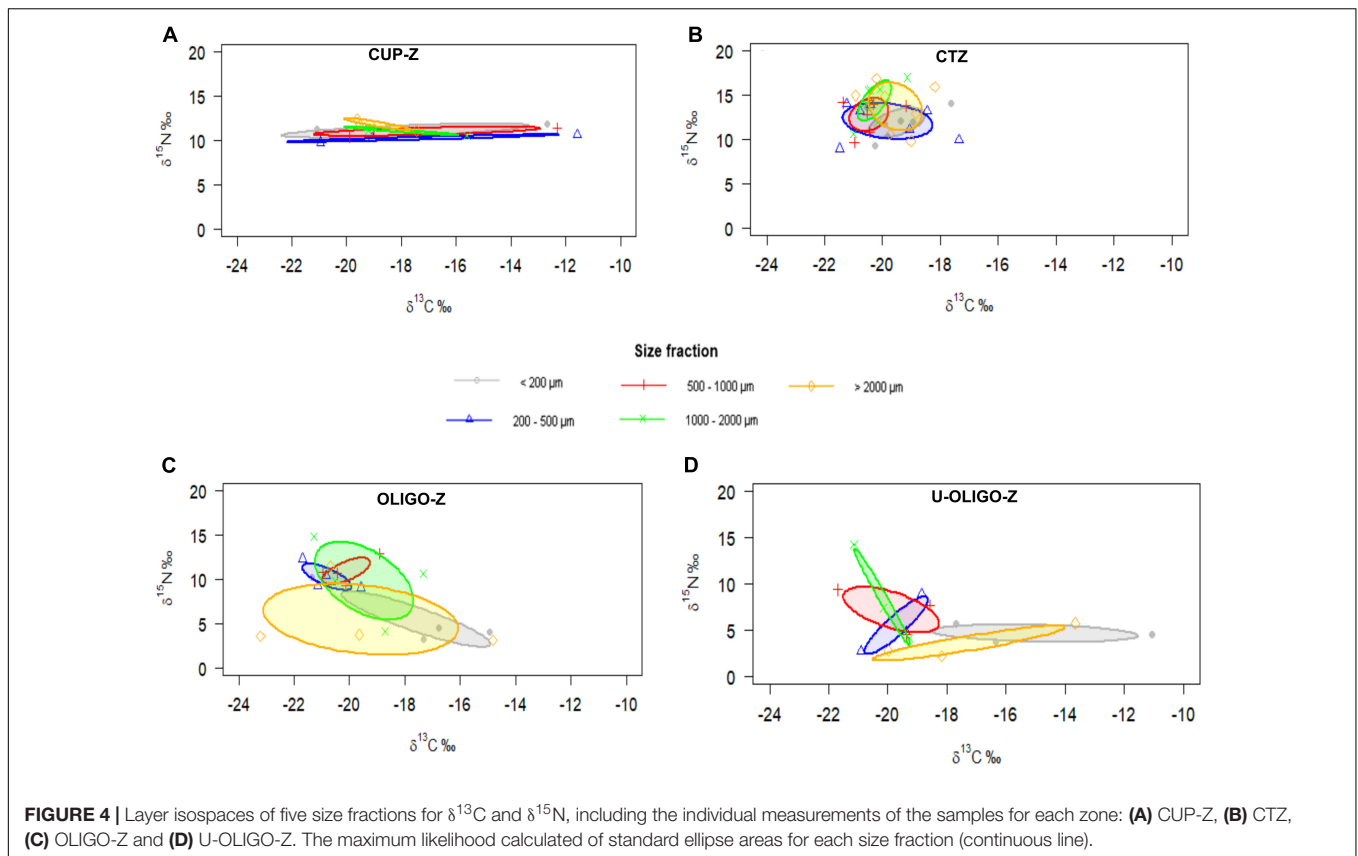 A
CUP-Z
20
15
10
5
0
δ15N ‰
-24 -22 -20 -18 -16 -14 -12 -10
δ13C ‰
B
CTZ
20
15
10
5
0
δ15N ‰
-24 -22 -20 -18 -16 -14 -12 -10
δ13C ‰
Size fraction
< 200 µm
500 - 1000 µm
> 2000 µm
200 - 500 µm
1000 - 2000 µm
C
OLIGO-Z
20
15
10
5
0
δ15N ‰
-24 -22 -20 -18 -16 -14 -12 -10
δ13C ‰
D
U-OLIGO-Z
20
15
10
5
0
δ15N ‰
-24 -22 -20 -18 -16 -14 -12 -10
δ13C ‰
FIGURE 4 | Layer isospaces of five size fractions for δ13C and δ15N, including the individual measurements of the samples for each zone: (A) CUP-Z, (B) CTZ,
(C) OLIGO-Z and (D) U-OLIGO-Z. The maximum likelihood calculated of standard ellipse areas for each size fraction (continuous line).